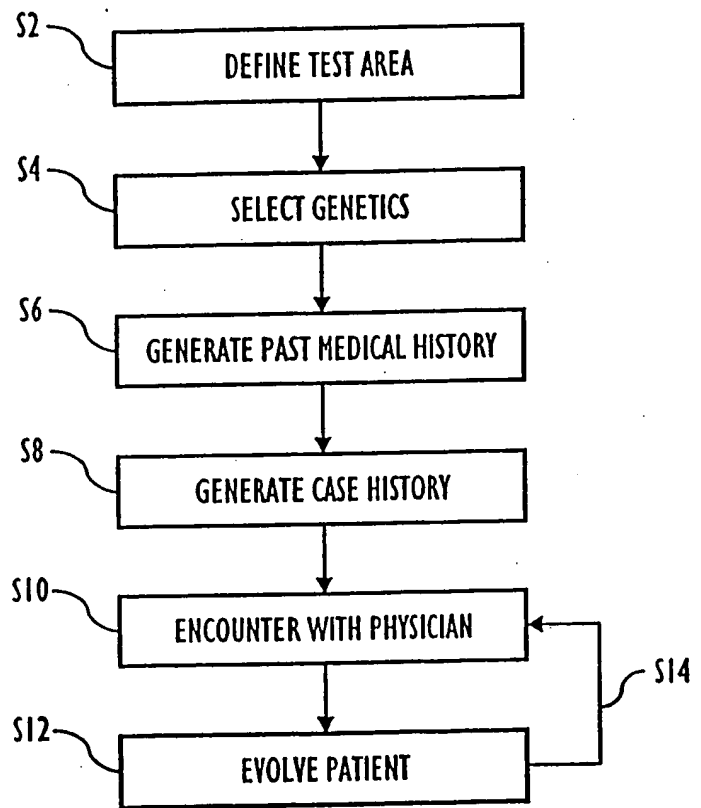 S2
DEFINE TEST AREA
S4
SELECT GENETICS
S6
GENERATE PAST MEDICAL HISTORY
S8
GENERATE CASE HISTORY
S10
ENCOUNTER WITH PHYSICIAN
S14
S12
EVOLVE PATIENT